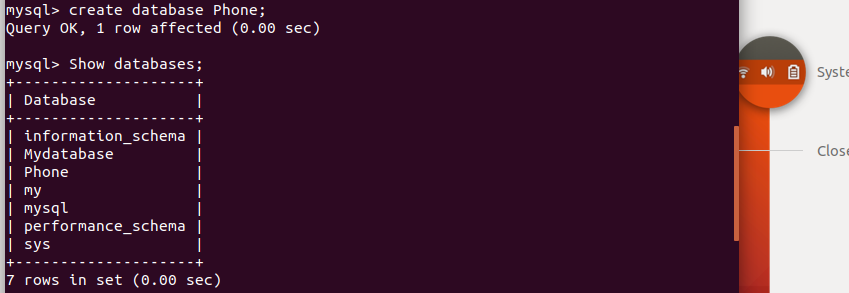 mysql> create database Phone;
Query OK, 1 row affected (0.00 sec)
mysql> Show databases;
+--------------------+
| Database           |
+--------------------+
| information_schema |
| Mydatabase         |
| Phone              |
| my                 |
| mysql              |
| performance_schema |
| sys                |
+--------------------+
7 rows in set (0.00 sec)
Syste
Close